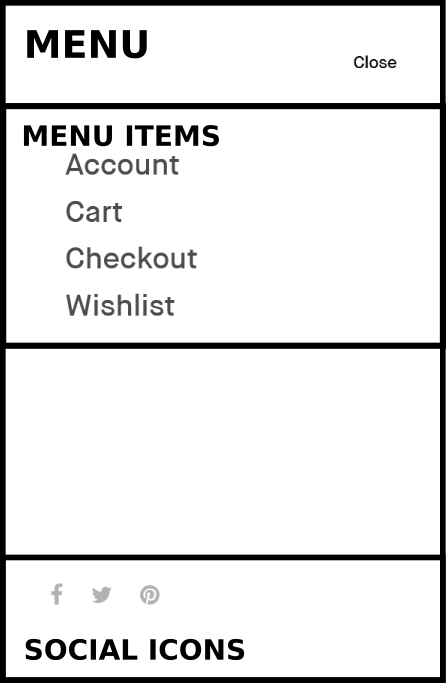 MENU
Close
MENU ITEMS
Account
Cart
Checkout
Wishlist
SOCIAL ICONS